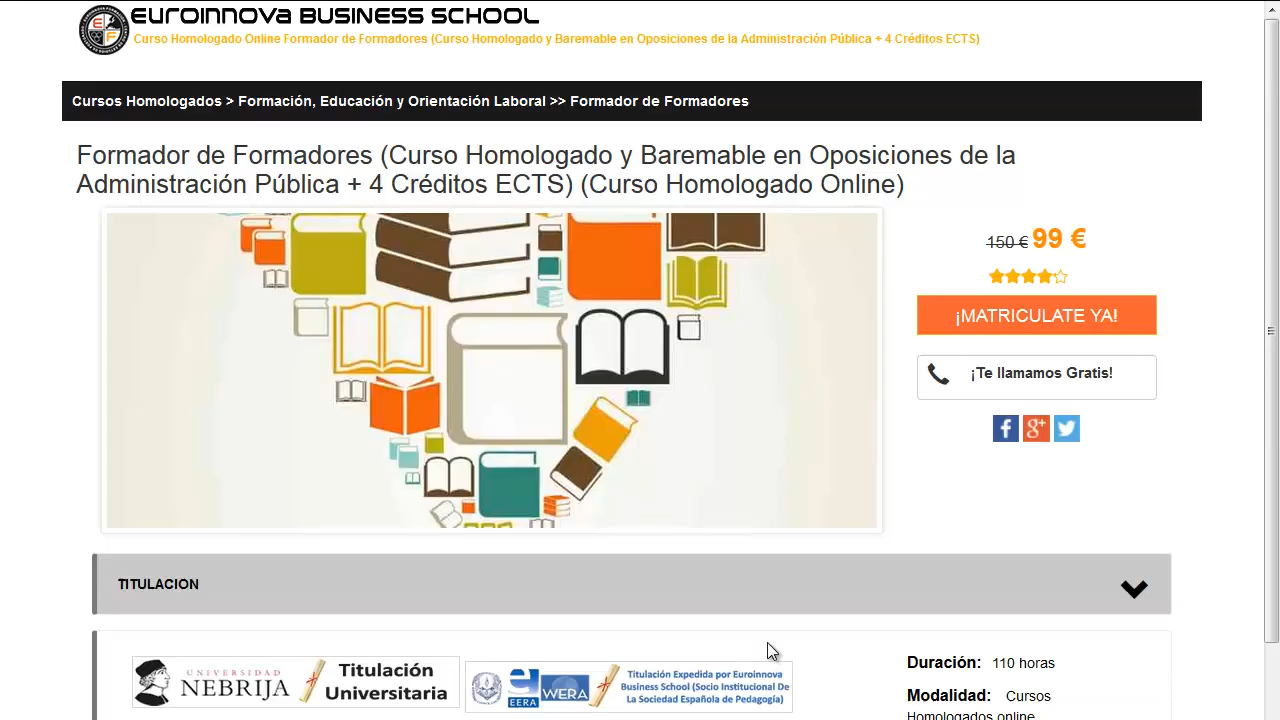 EUROINNOVa BUSINESS SCHOOL
Curso Homologado Online Formador de Formadores (Curso Homologado y Baremable en Oposiciones de la Administración Pública + 4 Créditos ECTS)
Cursos Homologados > Formación, Educación y Orientación Laboral >> Formador de Formadores
Formador de Formadores (Curso Homologado y Baremable en Oposiciones de la
Administración Pública + 4 Créditos ECTS) (Curso Homologado Online)
150 € 99 €
¡MATRICULATE YA!
¡Te llamamos Gratis!
TITULACION
UNIVERSIDAD
NEBRIJA
Titulación
Universitaria
EERA
WERA
Titulación Expedida por Euroinnova
Business School (Socio Institucional De
La Sociedad Española de Pedagogía)
Duración: 110 horas
Modalidad: Cursos
Homologados online